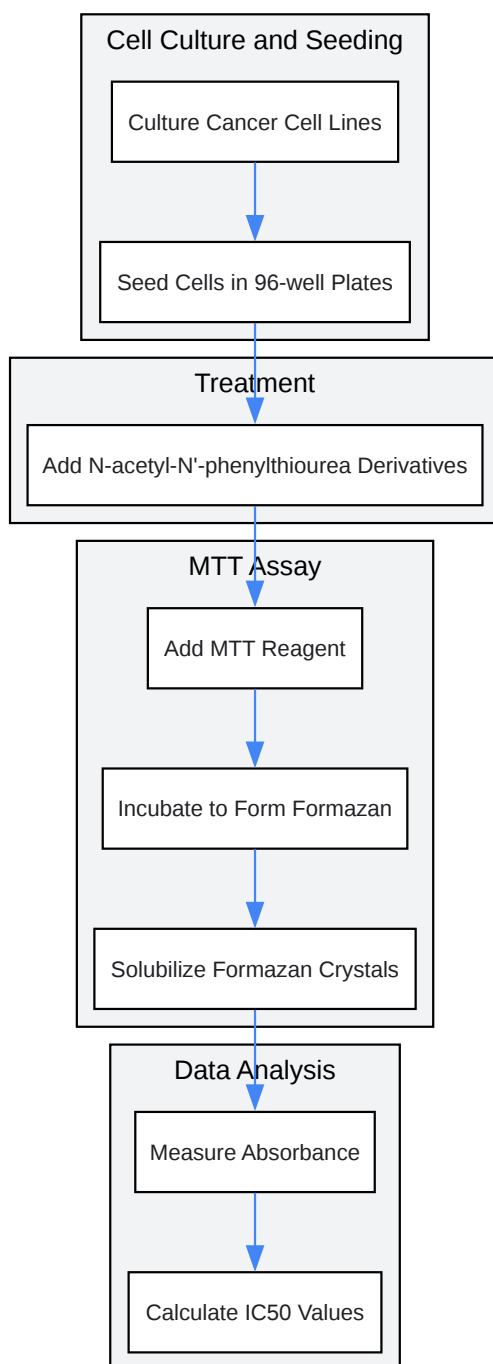 Cell Culture and Seeding
Culture Cancer Cell Lines
Seed Cells in 96-well Plates
Treatment
Add N-acetyl-N'-phenylthiourea Derivatives
MTT Assay
Add MTT Reagent
Incubate to Form Formazan
Solubilize Formazan Crystals
Data Analysis
Measure Absorbance
Calculate IC50 Values